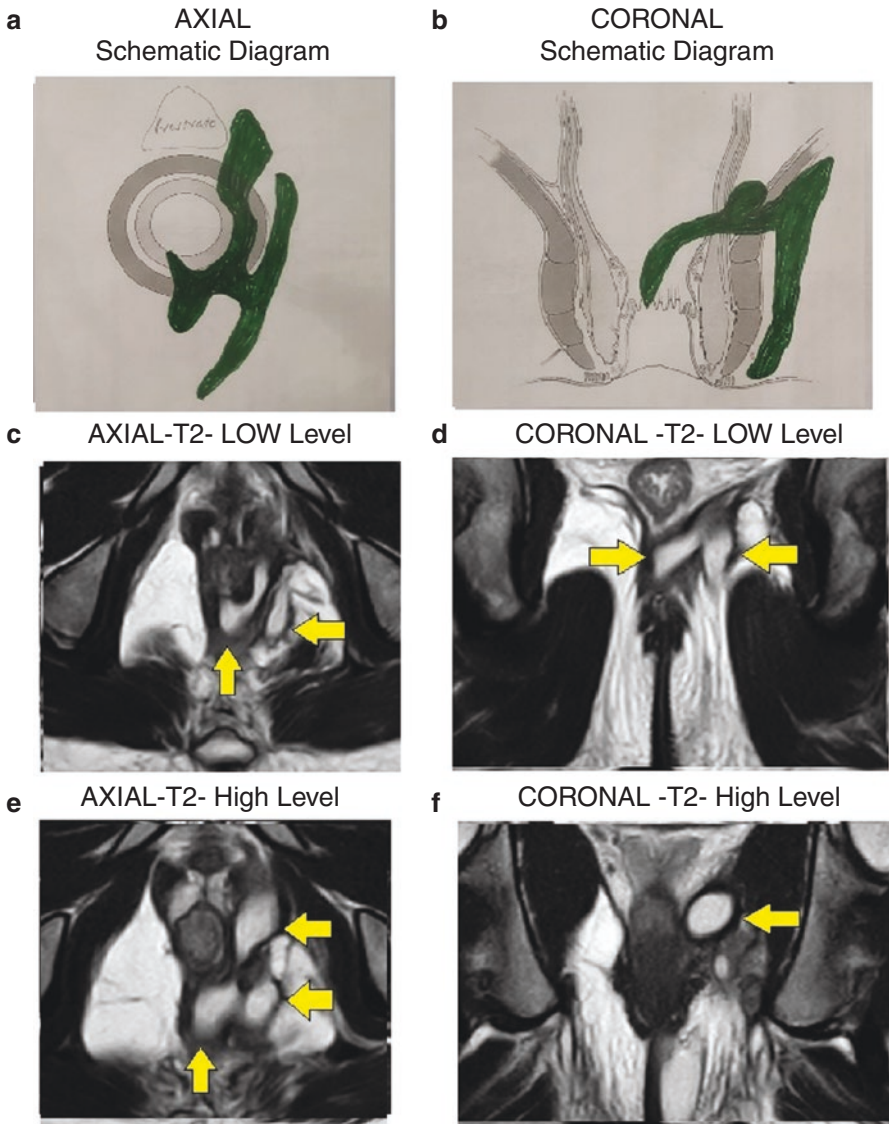 a AXIAL
Schematic Diagram
b CORONAL
Schematic Diagram
Prostrate
c AXIAL-T2- LOW Level
d CORONAL -T2- LOW Level
e AXIAL-T2- High Level
f CORONAL -T2- High Level